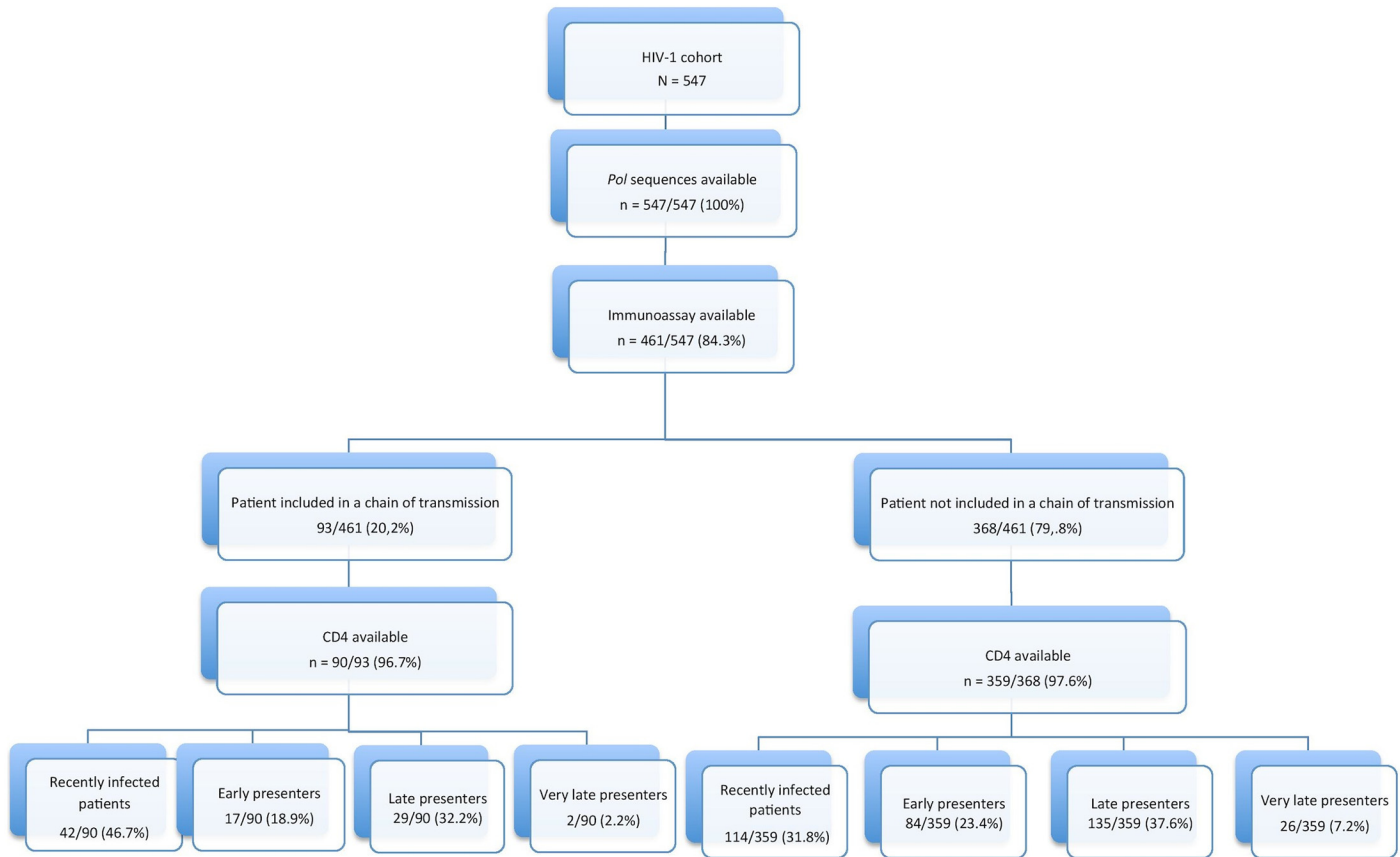 HIV-1 cohort
N = 547
Pol sequences available
n = 547/547 (100%)
Immunoassay available
n = 461/547 (84.3%)
Patient included in a chain of transmission
93/461 (20,2%)
Patient not included in a chain of transmission
368/461 (79,.8%)
CD4 available
n = 90/93 (96.7%)
CD4 available
n = 359/368 (97.6%)
Recently infected
patients
42/90 (46.7%)
Early presenters
17/90 (18.9%)
Late presenters
29/90 (32.2%)
Very late presenters
2/90 (2.2%)
Recently infected
patients
114/359 (31.8%)
Early presenters
84/359 (23.4%)
Late presenters
135/359 (37.6%)
Very late presenters
26/359 (7.2%)